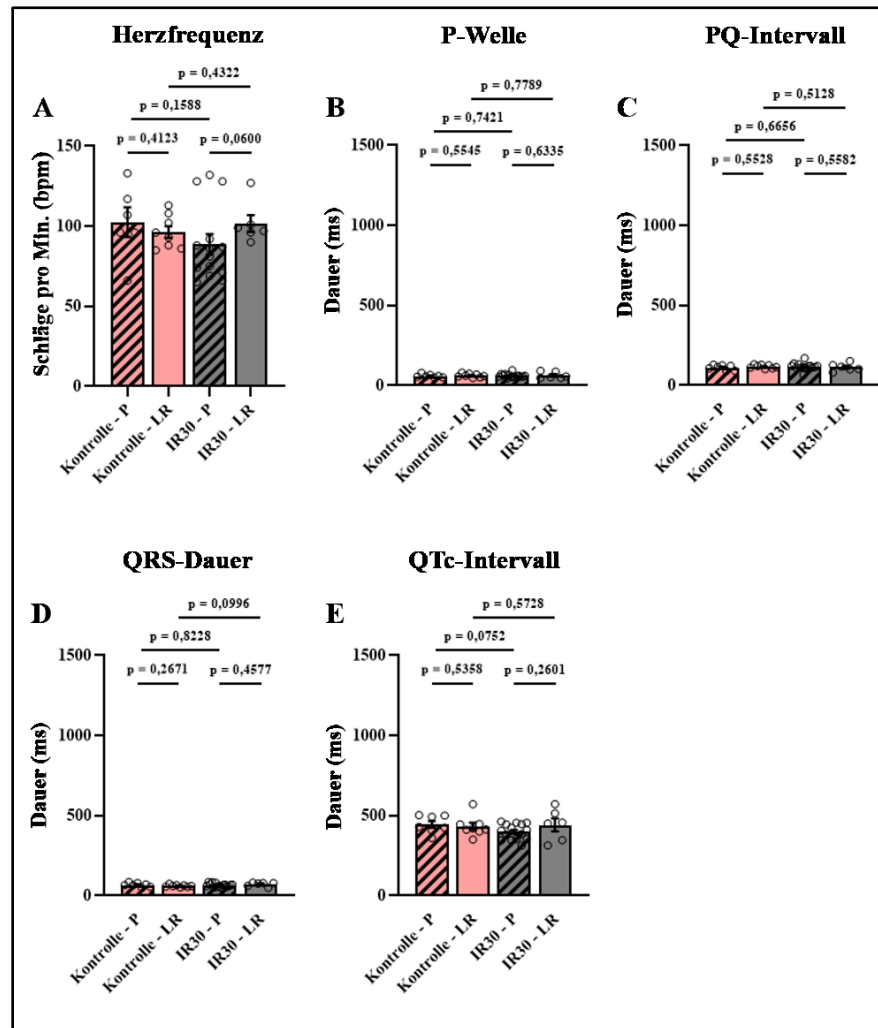 Herzfrequenz
A
p = 0,4322
p = 0,1588
p = 0,4123
p = 0,0600
Schläge pro Min. (bpm)
150
100
50
0
Kontrolle - P
Kontrolle - LR
IR30 - P
IR30 - LR
P-Welle
B
p = 0,7789
p = 0,7421
p = 0,5545
p = 0,6335
Dauer (ms)
1500
1000
500
0
Kontrolle - P
Kontrolle - LR
IR30 - P
IR30 - LR
PQ-Intervall
C
p = 0,5128
p = 0,6656
p = 0,5528
p = 0,5582
Dauer (ms)
1500
1000
500
0
Kontrolle - P
Kontrolle - LR
IR30 - P
IR30 - LR
QRS-Dauer
D
p = 0,0996
p = 0,8228
p = 0,2671
p = 0,4577
Dauer (ms)
1500
1000
500
0
Kontrolle - P
Kontrolle - LR
IR30 - P
IR30 - LR
QTc-Intervall
E
p = 0,5728
p = 0,0752
p = 0,5358
p = 0,2601
Dauer (ms)
1500
1000
500
0
Kontrolle - P
Kontrolle - LR
IR30 - P
IR30 - LR